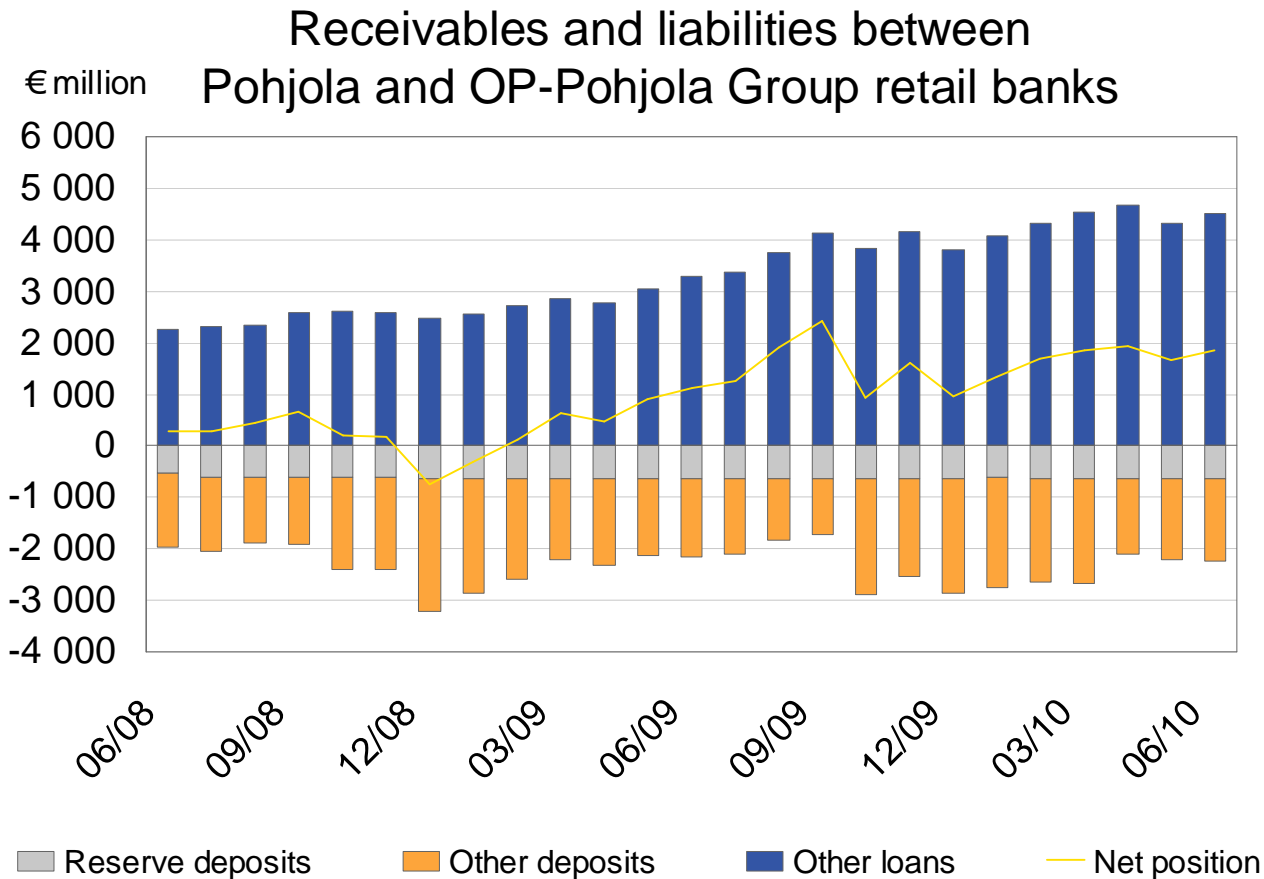 Receivables and liabilities between
Pohjola and OP-Pohjola Group retail banks
€ million
6 000
5 000
4 000
3 000
2 000
1 000
0
-1 000
-2 000
-3 000
-4 000
06/08 09/08 12/08 03/09 06/09 09/09 12/09 03/10 06/10
Reserve deposits Other deposits Other loans Net position